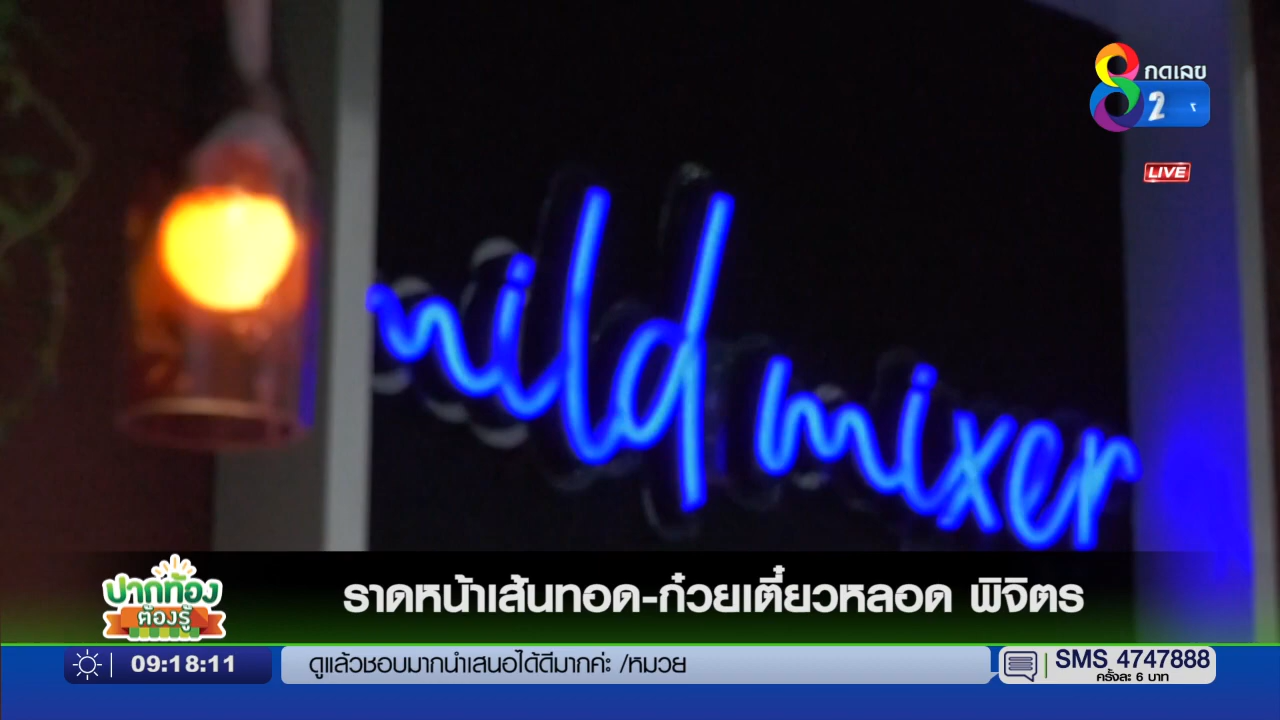 กดเลข
2
LIVE
mild mixer
ปากท้อง
ต้องรู้
ราดหน้าเส้นทอด-ก๋วยเตี๋ยวหลอด พิจิตร
09:18:11
ดูแล้วชอบมากนำเสนอได้ดีมากค่ะ /หมวย
SMS 4747888
ครั้งละ 6 บาท